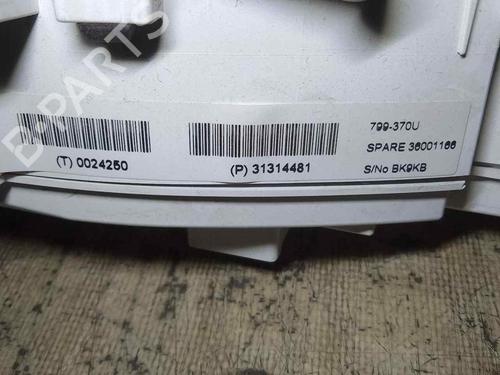 B-PARTS
799-370U
SPARE 36001166
S/No BK9KB
(T) 0024250
(P) 31314481